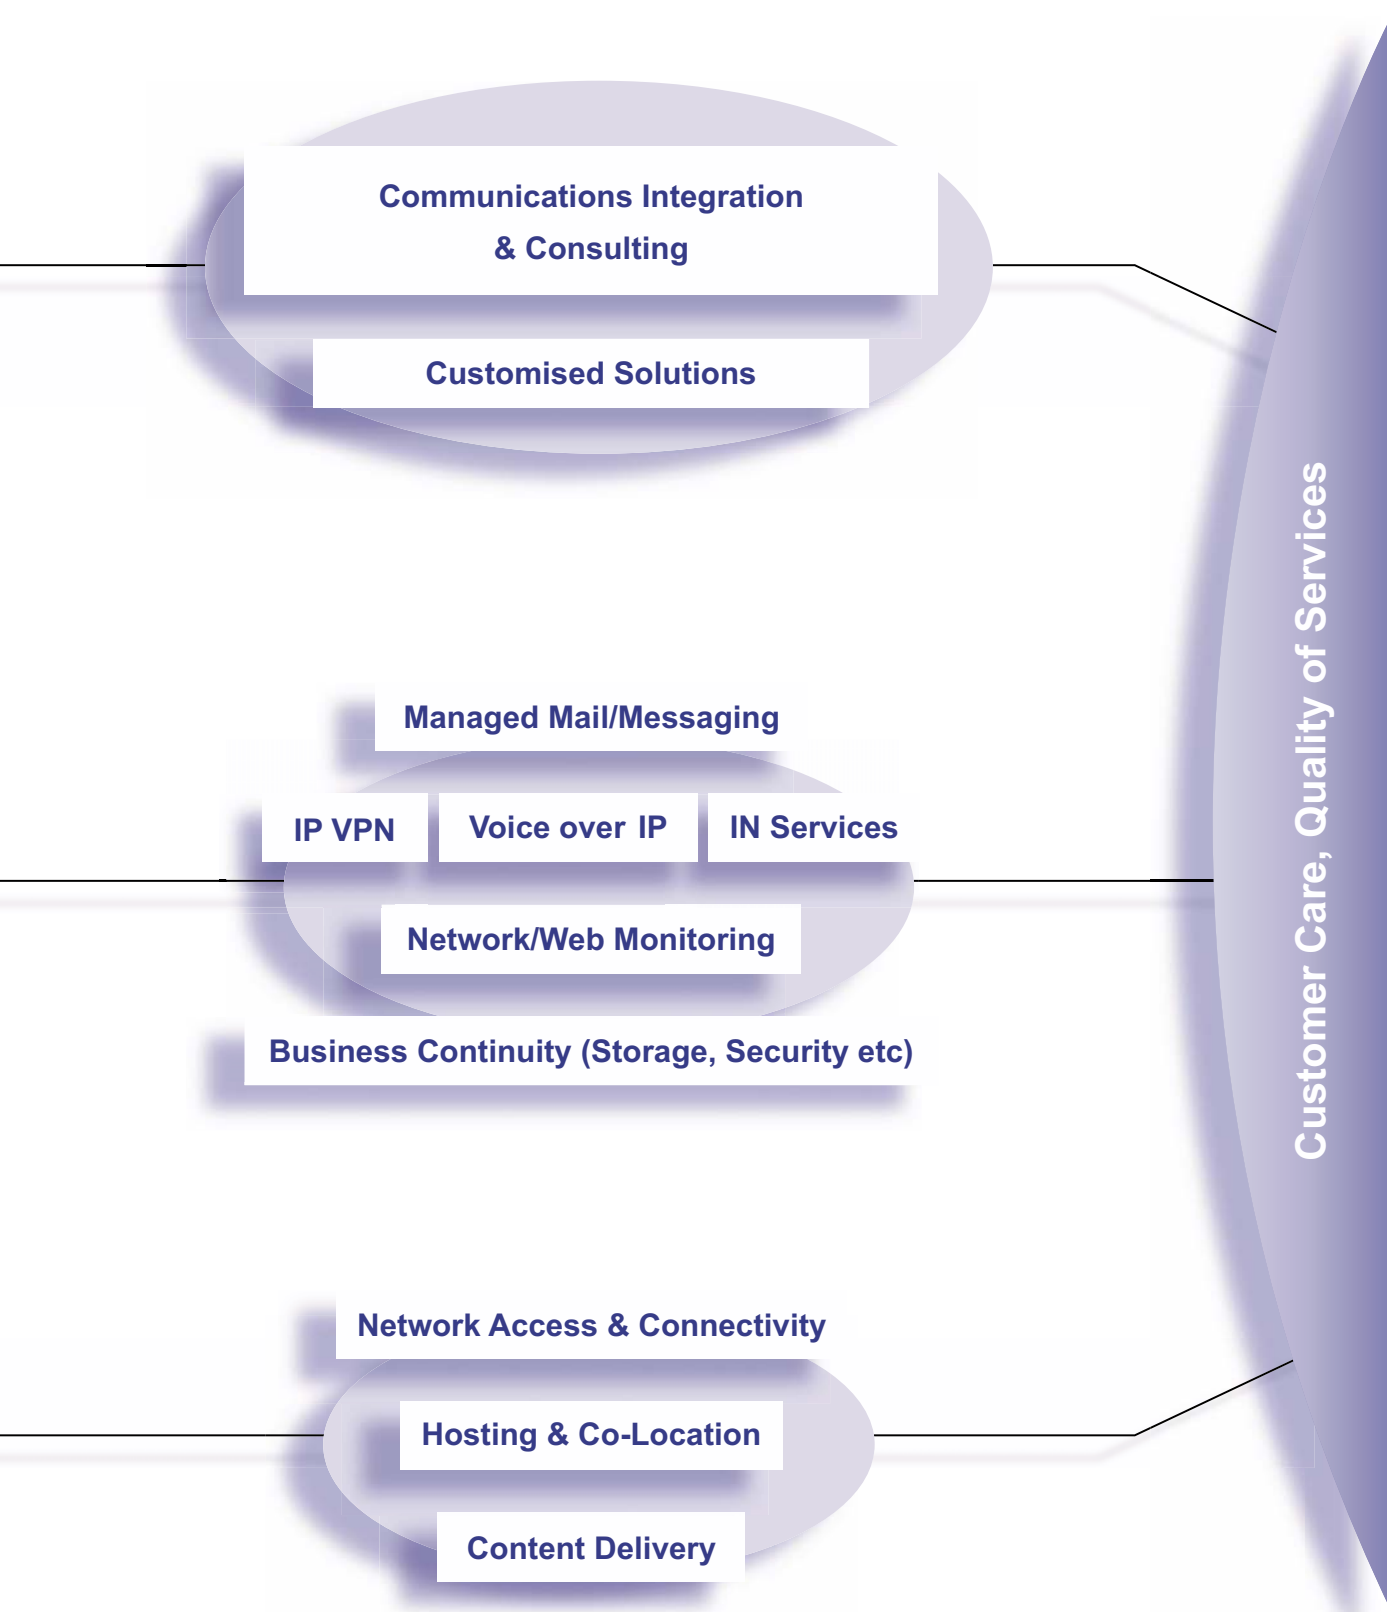 Communications Integration
& Consulting
Customised Solutions
Managed Mail/Messaging
IP VPN
Voice over IP
IN Services
Network/Web Monitoring
Business Continuity (Storage, Security etc)
Network Access & Connectivity
Hosting & Co-Location
Content Delivery
Customer Care, Quality of Services